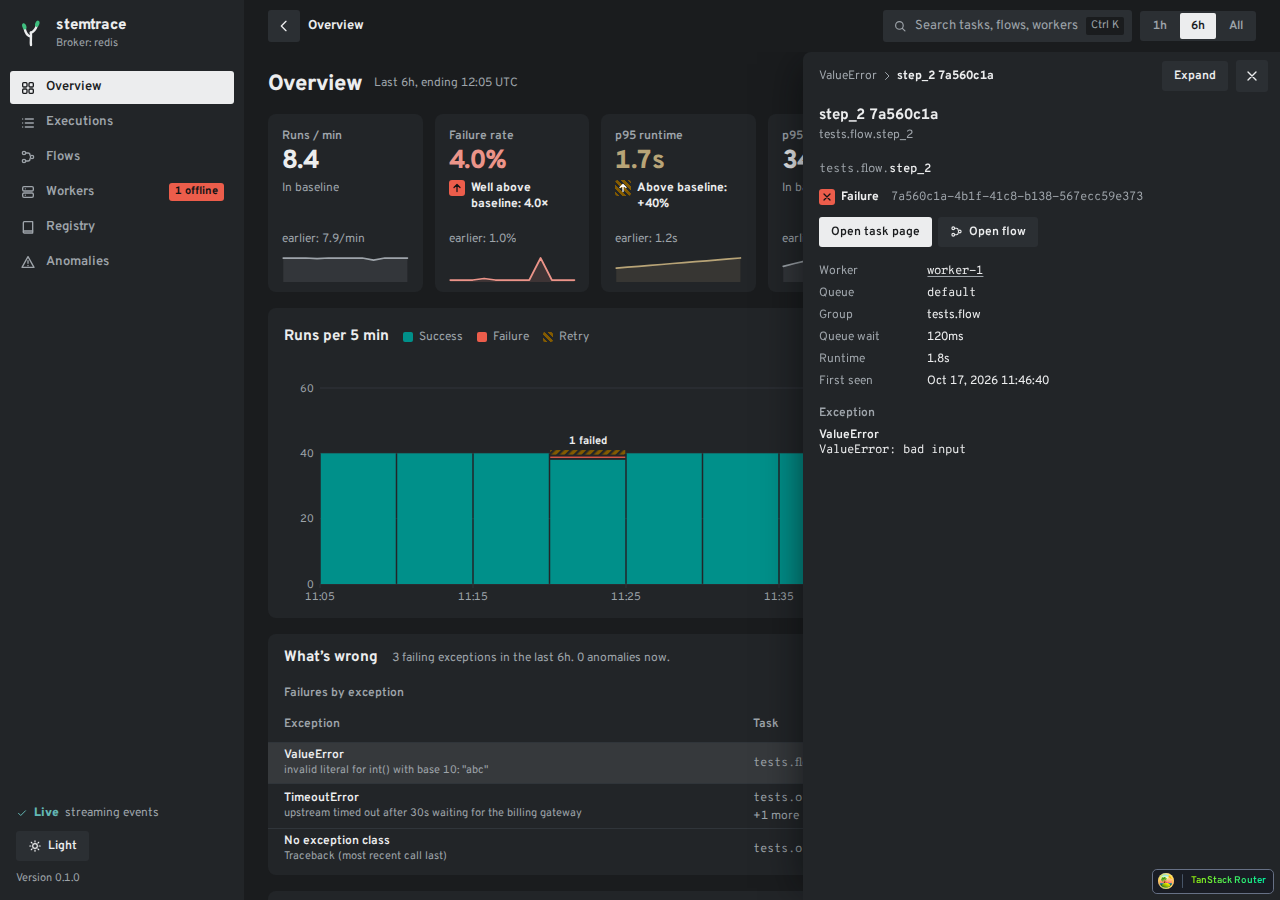 stemtrace
Broker: redis
Overview
Executions
Flows
Workers
1 offline
Registry
Anomalies
Live streaming events
Light
Version 0.1.0
Overview
Search tasks, flows, workers
Ctrl K
1h
6h
All
Overview
Last 6h, ending 12:05 UTC
Runs / min
8.4
In baseline
earlier: 7.9/min
Failure rate
4.0%
Well above
baseline: 4.0×
earlier: 1.0%
p95 runtime
1.7s
Above baseline:
+40%
earlier: 1.2s
Runs per 5 min
Success
Failure
Retry
60
40
20
0
1 failed
11:05
11:15
11:25
11:35
What's wrong
3 failing exceptions in the last 6h. 0 anomalies now.
Failures by exception
Exception
Task
ValueError
invalid literal for int() with base 10: "abc"
TimeoutError
upstream timed out after 30s waiting for the billing gateway
tests.o
+1 more
No exception class
Traceback (most recent call last)
tests.o
ValueError
step_2 7a560c1a
Expand
step_2 7a560c1a
tests.flow.step_2
tests.flow.step_2
Failure
7a560c1a-4b1f-41c8-b138-567ecc59e373
Open task page
Open flow
Worker
worker-1
Queue
default
Group
tests.flow
Queue wait
120ms
Runtime
1.8s
First seen
Oct 17, 2026 11:46:40
Exception
ValueError
ValueError: bad input
TanStack Router